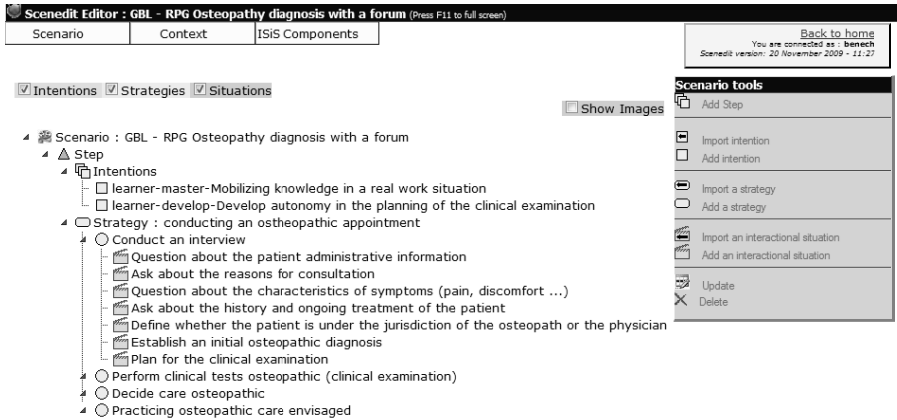 Scenedit Editor : GBL - RPG Osteopathy diagnosis with a forum (Press F11 to full screen)
Scenario Context ISiS Components
Back to home
You are connected as : benech
Scenedit version: 20 November 2009 - 11:27
Intentions Strategies Situations
Show Images
Scenario : GBL - RPG Osteopathy diagnosis with a forum
Step
Intentions
learner-master-Mobilizing knowledge in a real work situation
learner-develop-Develop autonomy in the planning of the clinical examination
Strategy : conducting an ostheopathic appointment
Conduct an interview
Question about the patient administrative information
Ask about the reasons for consultation
Question about the characteristics of symptoms (pain, discomfort ...)
Ask about the history and ongoing treatment of the patient
Define whether the patient is under the jurisdiction of the osteopath or the physician
Establish an initial osteopathic diagnosis
Plan for the clinical examination
Perform clinical tests osteopathic (clinical examination)
Decide care osteopathic
Practicing osteopathic care envisaged
Scenario tools
Add Step
Import intention
Add intention
Import a strategy
Add a strategy
Import an interactional situation
Add an interactional situation
Update
Delete